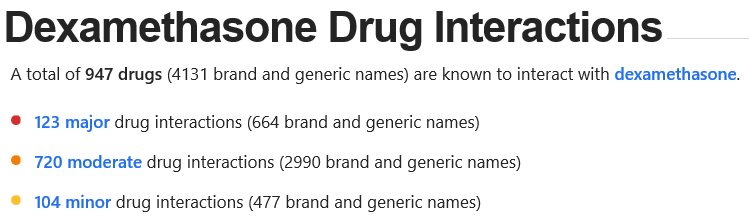 Dexamethasone Drug Interactions
A total of 947 drugs (4131 brand and generic names) are known to interact with dexamethasone.
123 major drug interactions (664 brand and generic names)
720 moderate drug interactions (2990 brand and generic names)
104 minor drug interactions (477 brand and generic names)